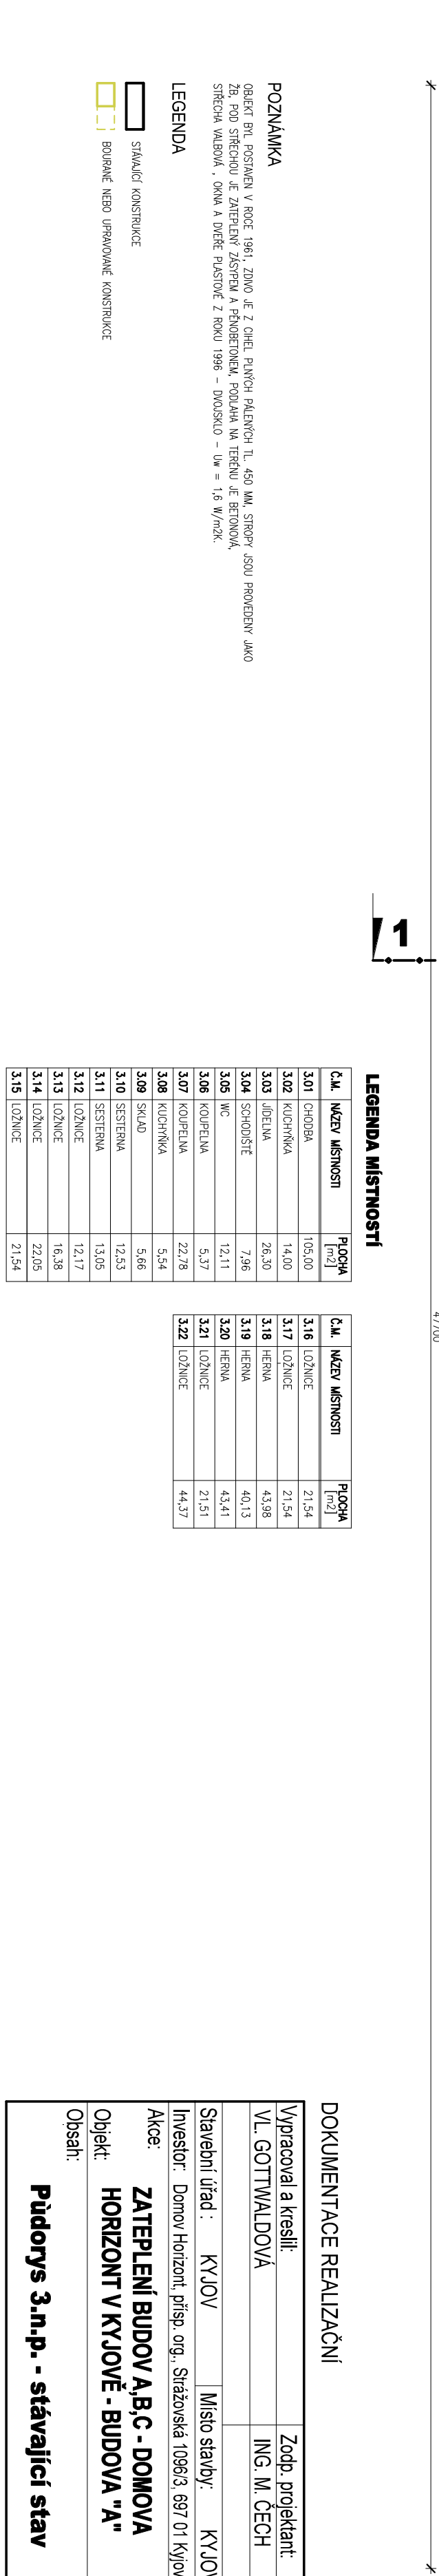 47700
POZNÁMKA
OBJEKT BYL POSTAVEN V ROCE 1961, ZDIVO JE Z CIHEL PLNÝCH PÁLENÝCH TL. 450 MM, STROPY JSOU PROVEDENY JAKO
ŽB, POD STŘECHOU JE ZATEPLENÝ ZÁSYPEM A PĚNOBETONEM, PODLAHA NA TERÉNU JE BETONOVÁ,
STŘECHA VALBOVÁ , OKNA A DVEŘE PLASTOVÉ Z ROKU 1996 – DVOJSKLO – Uw = 1,6 W/m2K.
LEGENDA
STÁVAJÍCÍ KONSTRUKCE
BOURANÉ NEBO UPRAVOVANÉ KONSTRUKCE
1
LEGENDA MÍSTNOSTÍ
Č.M. NÁZEV MÍSTNOSTI PLOCHA [m2]
3.01 CHODBA 105,00
3.02 KUCHYŇKA 14,00
3.03 JÍDELNA 26,30
3.04 SCHODIŠTĚ 7,96
3.05 WC 12,11
3.06 KOUPELNA 5,37
3.07 KOUPELNA 22,78
3.08 KUCHYŇKA 5,54
3.09 SKLAD 5,66
3.10 SESTERNA 12,53
3.11 SESTERNA 13,05
3.12 LOŽNICE 12,17
3.13 LOŽNICE 16,38
3.14 LOŽNICE 22,05
3.15 LOŽNICE 21,54
Č.M. NÁZEV MÍSTNOSTI PLOCHA [m2]
3.16 LOŽNICE 21,54
3.17 LOŽNICE 21,54
3.18 HERNA 43,98
3.19 HERNA 40,13
3.20 HERNA 43,41
3.21 LOŽNICE 21,51
3.22 LOŽNICE 44,37
DOKUMENTACE REALIZAČNÍ
Vypracoval a kreslil: Zodp. projektant:
VL. GOTTWALDOVÁ ING. M. ČECH
Stavební úřad : KYJOV Místo stavby: KYJOV
Investor: Domov Horizont, přísp. org., Strážovská 1096/3, 697 01 Kyjov
Akce:
ZATEPLENÍ BUDOV A,B,C - DOMOVA
Objekt: HORIZONT V KYJOVĚ - BUDOVA "A"
Obsah:
Pùdorys 3.n.p. - stávající stav